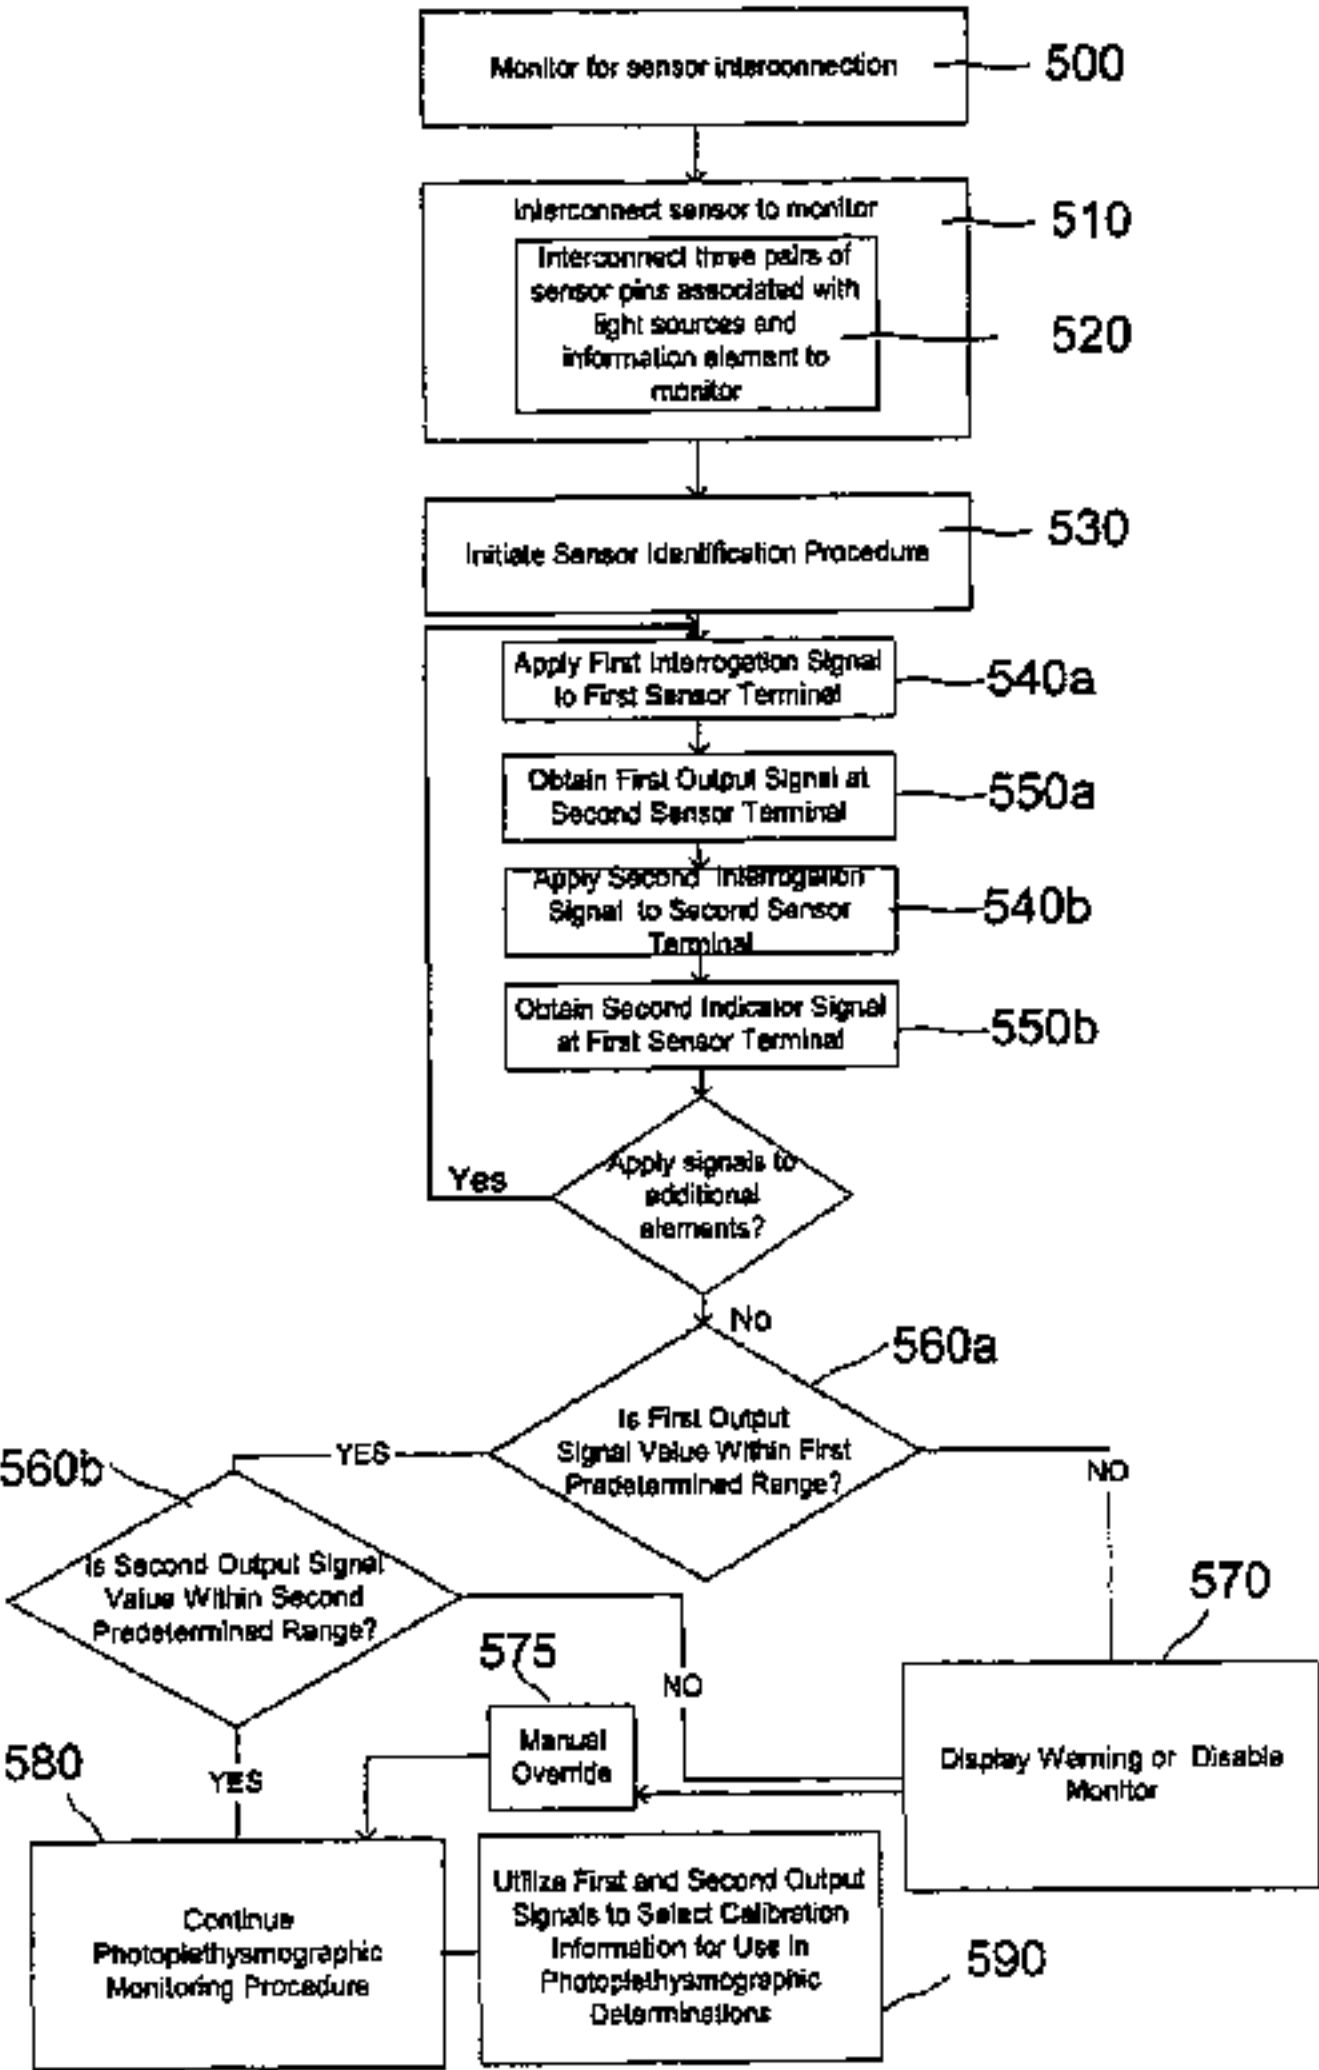 Monitor for sensor interconnection
500
Interconnect sensor to monitor
510
Interconnect three pairs of
sensor pins associated with
light sources and
information element to
monitor
520
Initiate Sensor Identification Procedure
530
Apply First Interrogation Signal
to First Sensor Terminal
540a
Obtain First Output Signal at
Second Sensor Terminal
550a
Apply Second Interrogation
Signal to Second Sensor
Terminal
540b
Obtain Second Indicator Signal
at First Sensor Terminal
550b
Apply signals to
additional
elements?
Yes
No
560a
Is First Output
Signal Value Within First
Predetermined Range?
YES
NO
560b
Is Second Output Signal
Value Within Second
Predetermined Range?
NO
YES
570
Display Warning or Disable
Monitor
575
Manual
Override
580
Continue
Photoplethysmographic
Monitoring Procedure
Utilize First and Second Output
Signals to Select Calibration
Information for Use in
Photoplethysmographic
Determinations
590